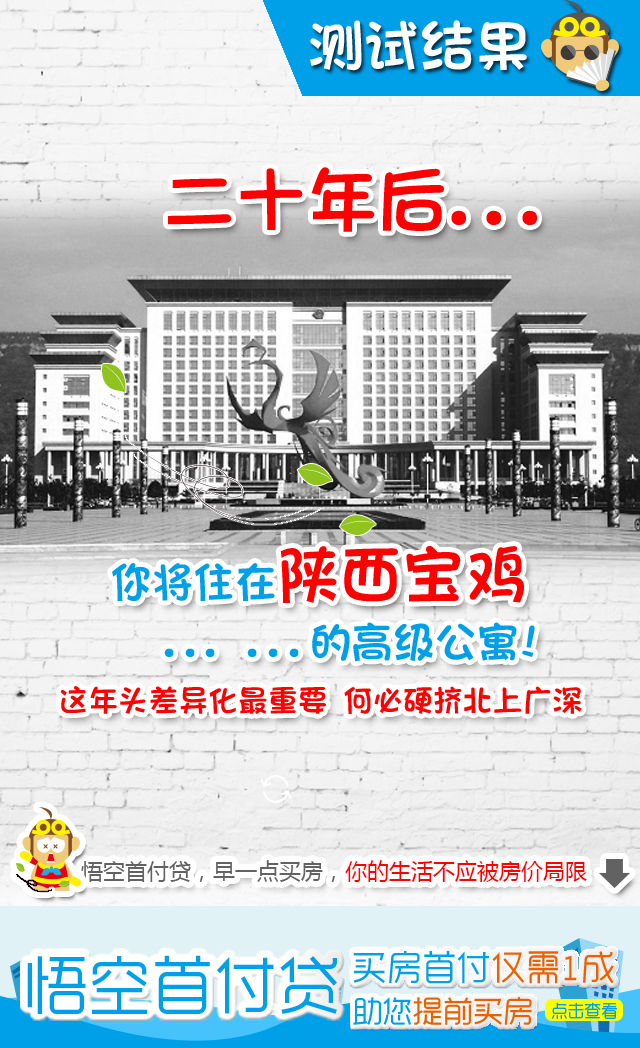 测试结果
二十年后...
你将住在陕西宝鸡
... ...的高级公寓!
这年头差异化最重要 何必硬挤北上广深
悟空首付贷，早一点买房，你的生活不应被房价局限
悟空首付贷
买房首付仅需1成
助您提前买房 点击查看